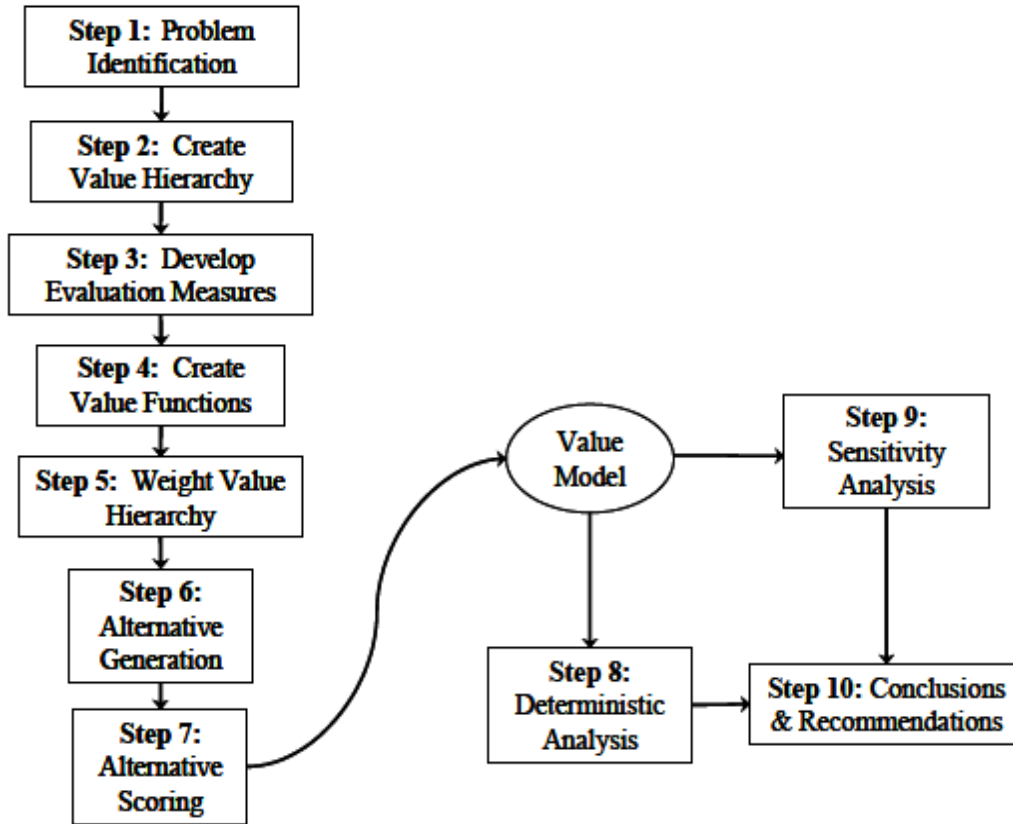 Step 1: Problem
Identification
Step 2: Create
Value Hierarchy
Step 3: Develop
Evaluation Measures
Step 4: Create
Value Functions
Step 5: Weight Value
Hierarchy
Step 6:
Alternative
Generation
Step 7:
Alternative
Scoring
Value
Model
Step 8:
Deterministic
Analysis
Step 9:
Sensitivity
Analysis
Step 10: Conclusions
& Recommendations